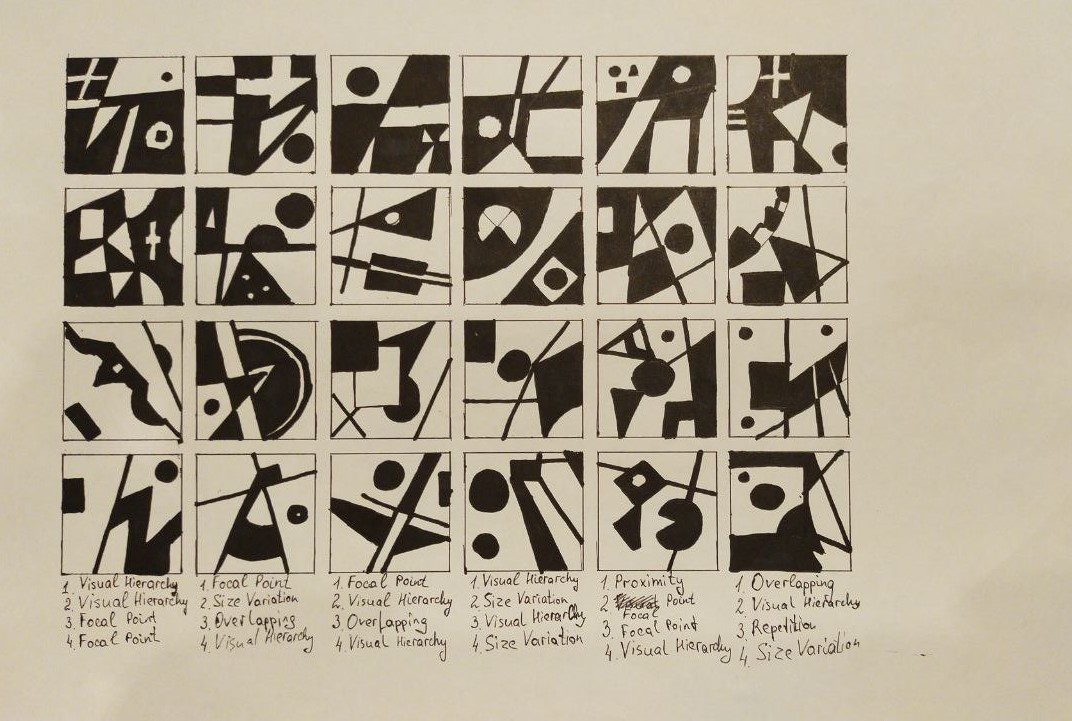 1. Visual Hierarchy
2. Visual Hierarchy
3. Focal Point
4. Focal Point
1. Focal Point
2. Size Variation
3. Overlapping
4. Visual Hierarchy
1. Focal Point
2. Visual Hierarchy
3. Overlapping
4. Visual Hierarchy
1. Visual Hierarchy
2. Size Variation
3. Visual Hierarchy
4. Size Variation
1. Proximity
2 Point
Focal
3. Focal Point
4. Visual Hierarchy
1. Overlapping
2. Visual Hierarchy
3. Repetition
4. Size Variation